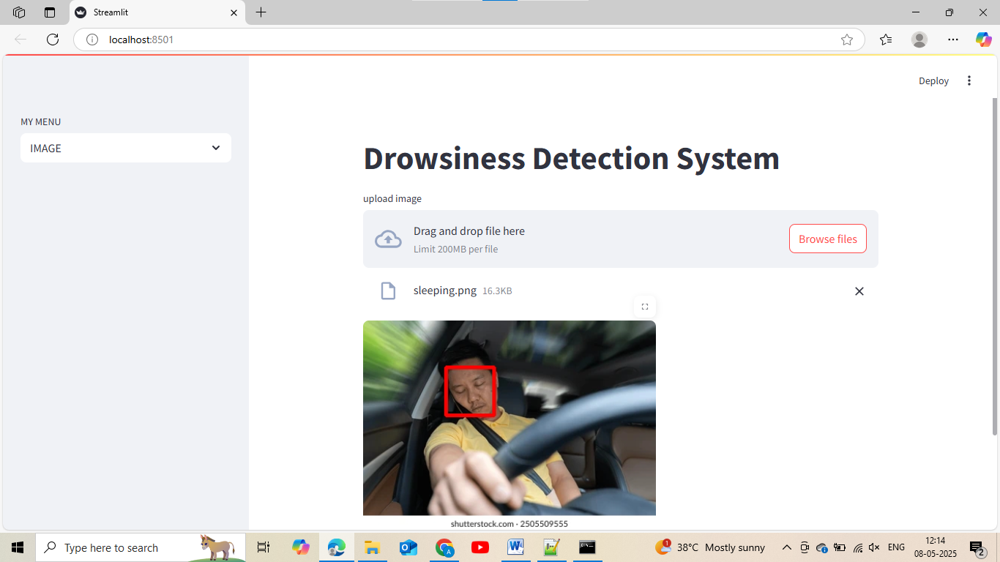 Streamlit
localhost:8501
Deploy
MY MENU
IMAGE
Drowsiness Detection System
upload image
Drag and drop file here
Limit 200MB per file
Browse files
sleeping.png 16.3KB
shutterstock.com · 2505509555
Type here to search
38°C Mostly sunny
ENG
12:14
08-05-2025
1
2